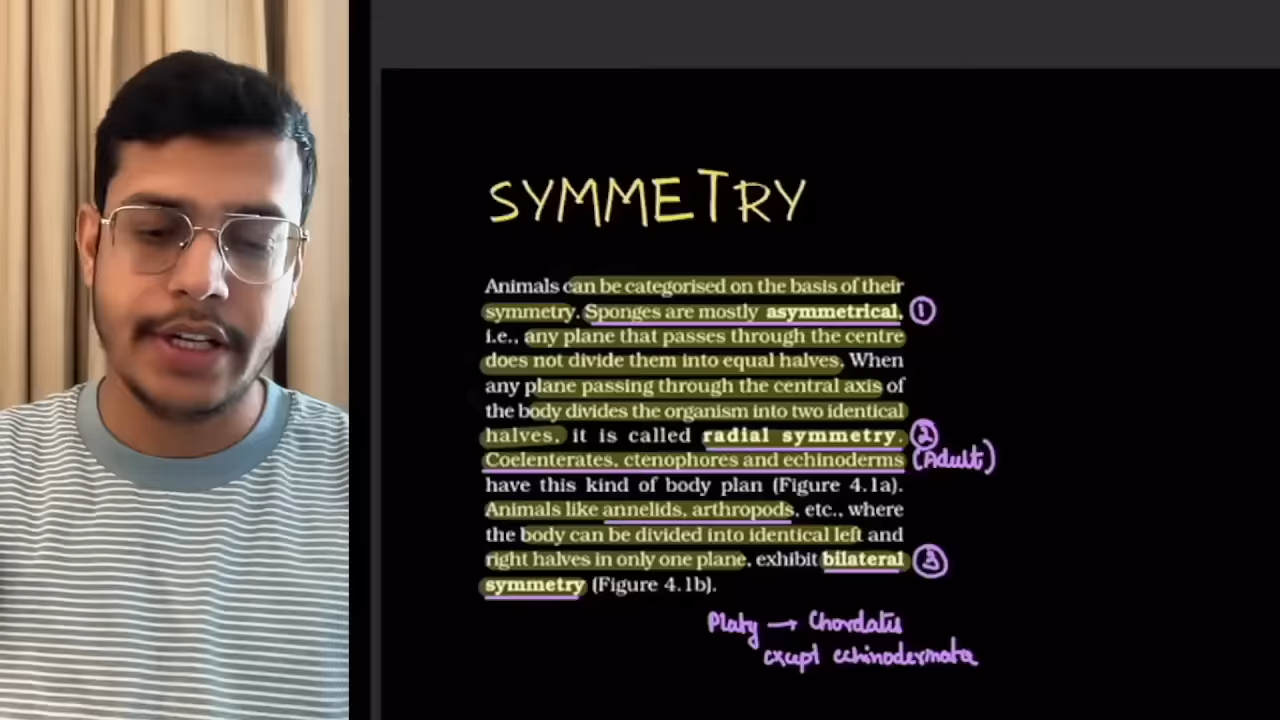 SYMMETRY
Animals can be categorised on the basis of their
symmetry. Sponges are mostly asymmetrical, 1
i.e., any plane that passes through the centre
does not divide them into equal halves. When
any plane passing through the central axis of
the body divides the organism into two identical
halves, it is called radial symmetry. 2
Coelenterates, ctenophores and echinoderms (Adult)
have this kind of body plan (Figure 4.1a).
Animals like annelids, arthropods, etc., where
the body can be divided into identical left and
right halves in only one plane, exhibit bilateral 3
symmetry (Figure 4.1b).
Platy → Chordates
except echinodermata